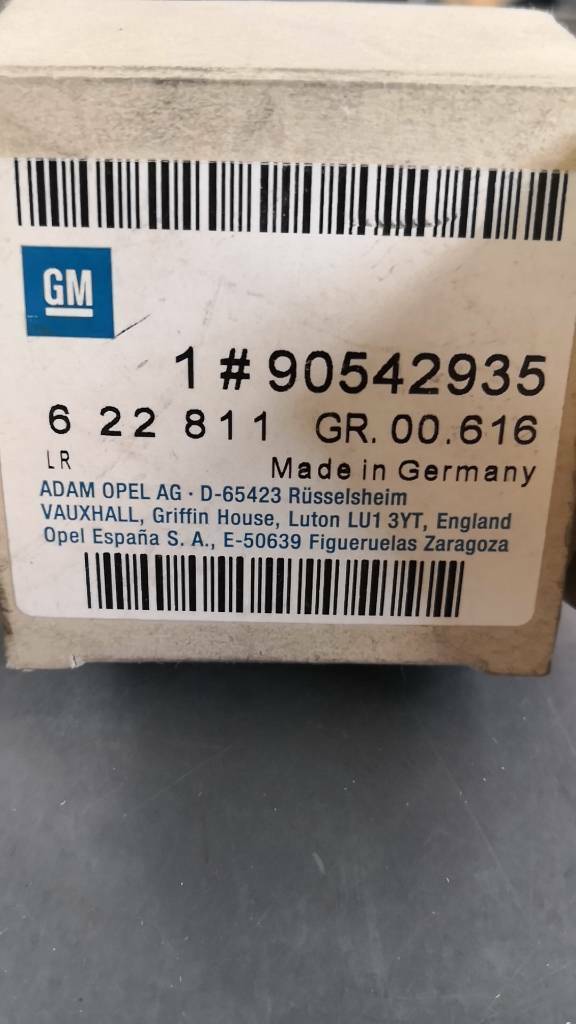 GM
1 # 90542935
6 22 811 GR. 00.616
LR
Made in Germany
ADAM OPEL AG · D-65423 Rüsselsheim
VAUXHALL, Griffin House, Luton LU1 3YT, England
Opel España S. A., E-50639 Figueruelas Zaragoza